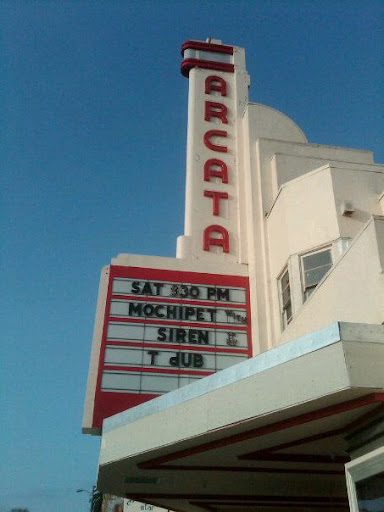 ARCATA
SAT 9:30 PM
MOCHIPET
SIREN
T dUB